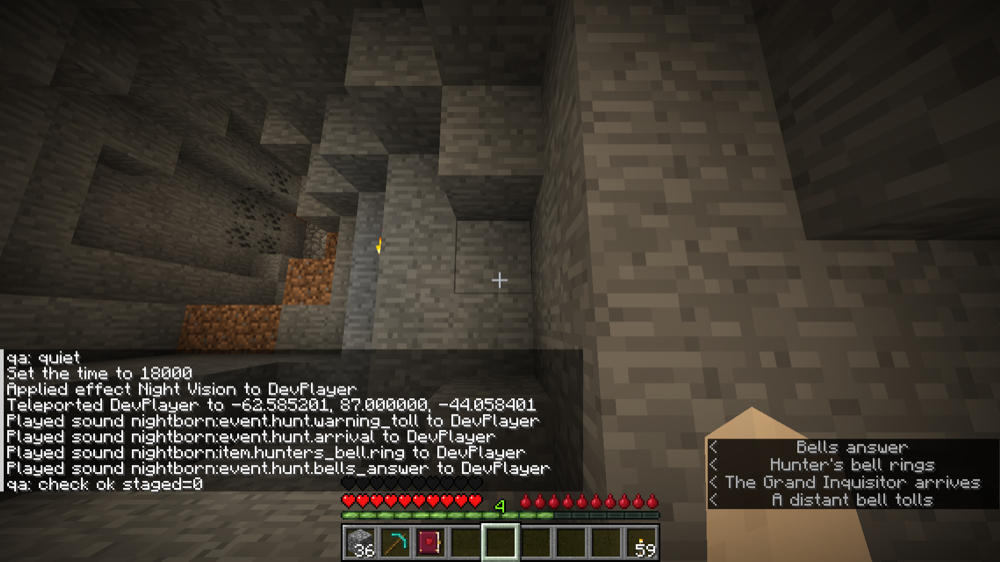 qa: quiet
Set the time to 18000
Applied effect Night Vision to DevPlayer
Teleported DevPlayer to -62.585201, 87.000000, -44.058401
Played sound nightborn:event.hunt.warning_toll to DevPlayer
Played sound nightborn:event.hunt.arrival to DevPlayer
Played sound nightborn:item.hunters_bell.ring to DevPlayer
Played sound nightborn:event.hunt.bells_answer to DevPlayer
qa: check ok staged=0
< Bells answer
< Hunter's bell rings
< The Grand Inquisitor arrives
< A distant bell tolls
4
36
59